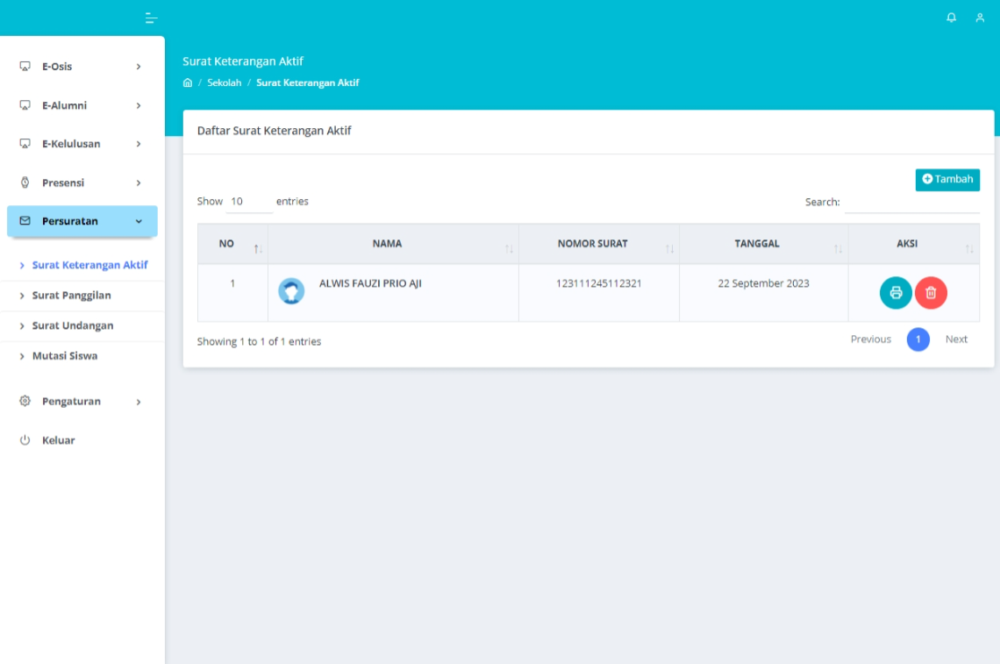 E-Osis
E-Alumni
E-Kelulusan
Presensi
Persuratan
Surat Keterangan Aktif
Surat Panggilan
Surat Undangan
Mutasi Siswa
Pengaturan
Keluar
Surat Keterangan Aktif
/ Sekolah / Surat Keterangan Aktif
Daftar Surat Keterangan Aktif
Tambah
Show 10 entries Search:
NO NAMA NOMOR SURAT TANGGAL AKSI
1 ALWIS FAUZI PRIO AJI 123111245112321 22 September 2023
Showing 1 to 1 of 1 entries Previous 1 Next